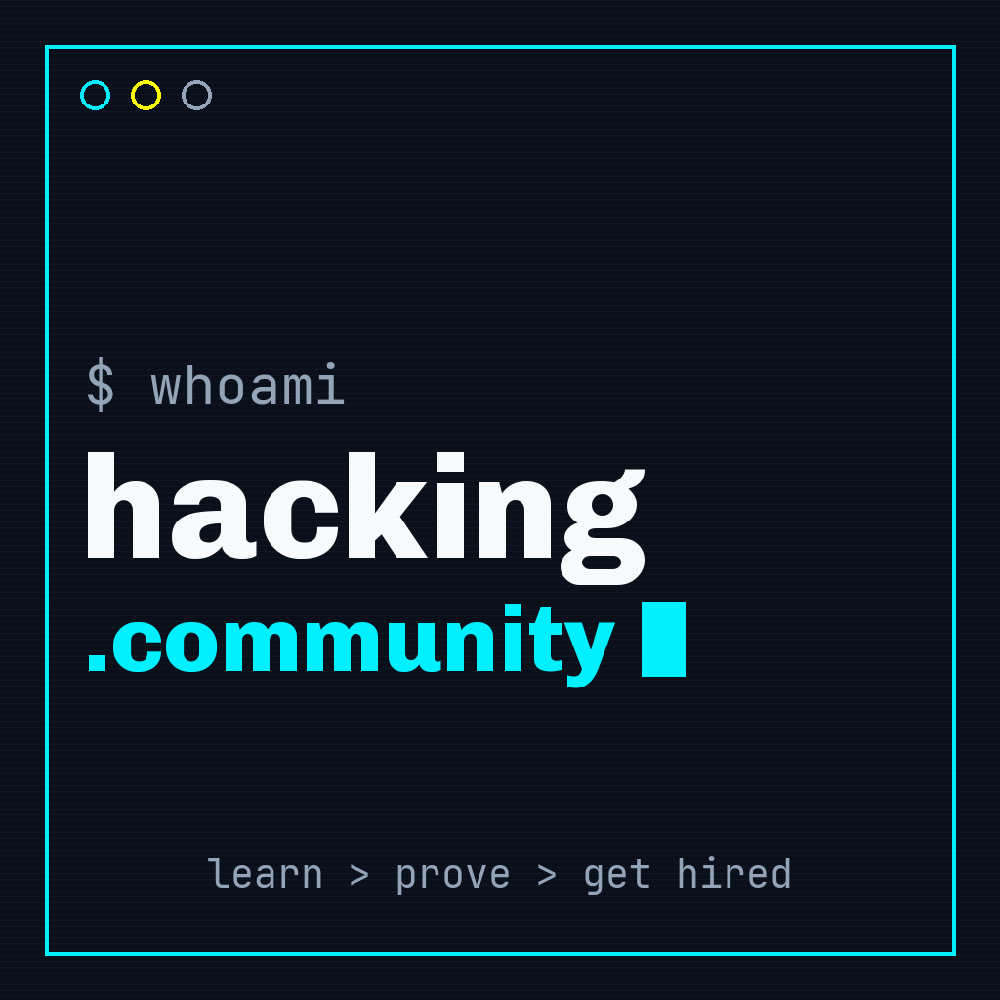 $ whoami
hacking
.community
learn > prove > get hired